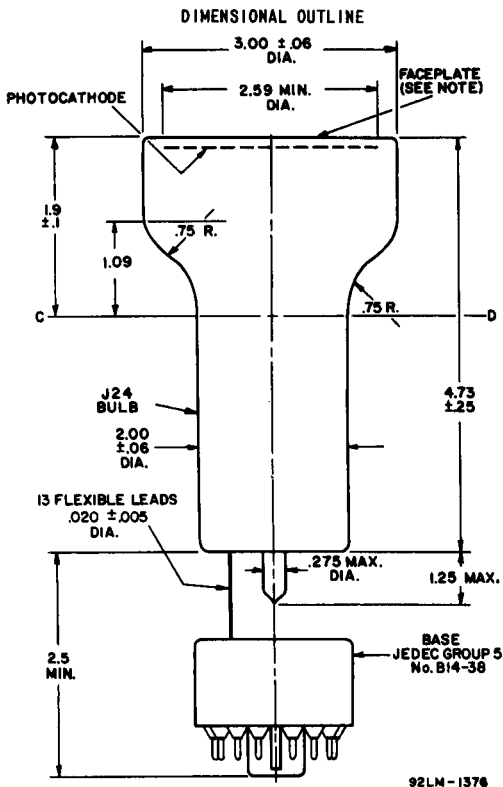 DIMENSIONAL OUTLINE
3.00 ±.06
DIA.
2.59 MIN.
DIA.
FACEPLATE
(SEE NOTE)
PHOTOCATHODE
1.9
±.1
.75 R.
1.09
C
D
.75 R.
J24
BULB
4.73
±.25
2.00
±.06
DIA.
13 FLEXIBLE LEADS
.020 ±.005
DIA.
.275 MAX.
DIA.
1.25 MAX.
2.5
MIN.
BASE
JEDEC GROUP 5
No. B14-38
92LM-1376